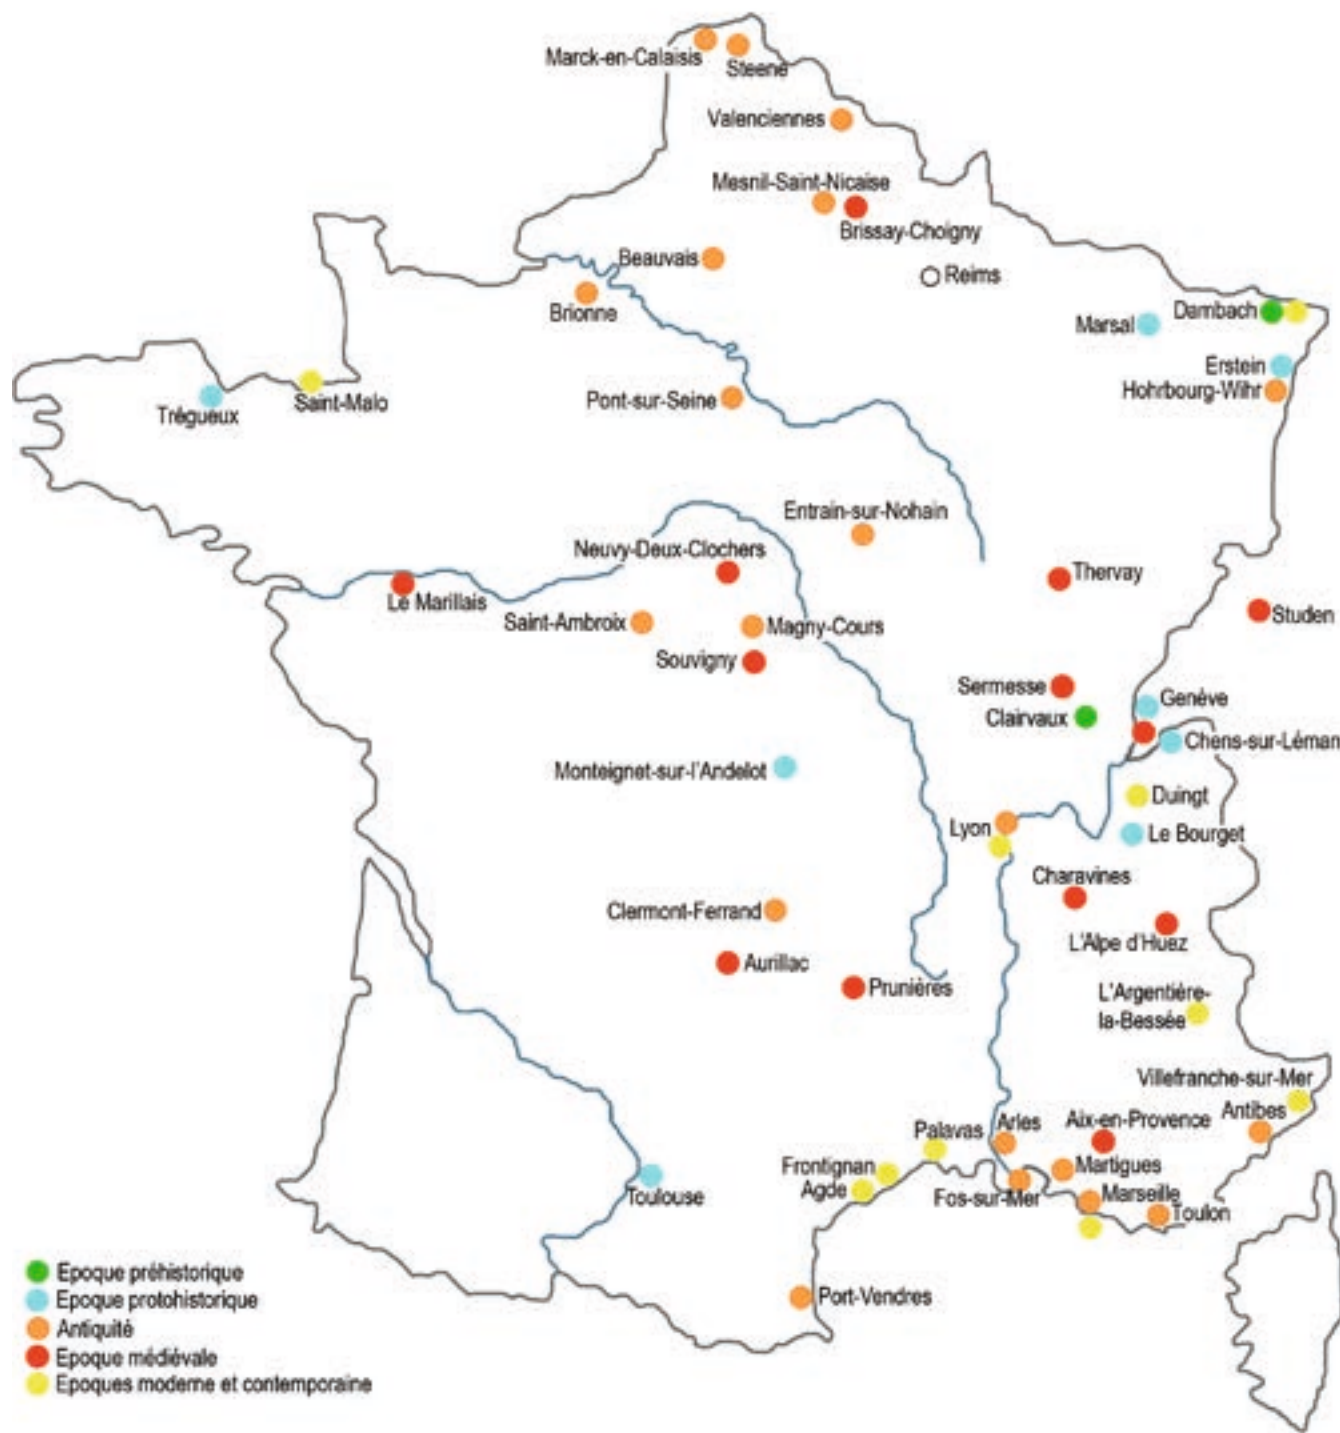 Marck-en-Calaisis
Steene
Valenciennes
Mesnil-Saint-Nicaise
Brissay-Choigny
Beauvais
Reims
Brionne
Dambach
Marsal
Erstein
Hohrbourg-Wihr
Trégueux
Saint-Malo
Pont-sur-Seine
Entrain-sur-Nohain
Neuvy-Deux-Clochers
Thervay
Le Marillais
Studen
Saint-Ambroix
Magny-Cours
Souvigny
Sermesse
Genève
Clairvaux
Chens-sur-Léman
Monteignet-sur-l'Andelot
Duingt
Lyon
Le Bourget
Charavines
Clermont-Ferrand
L'Alpe d'Huez
Aurillac
Prunières
L'Argentière-
la-Bessée
Villefranche-sur-Mer
Antibes
Palavas
Arles
Aix-en-Provence
Frontignan
Martigues
Agde
Toulouse
Fos-sur-Mer
Marseille
Toulon
Port-Vendres
Epoque préhistorique
Epoque protohistorique
Antiquité
Epoque médiévale
Epoques moderne et contemporaine